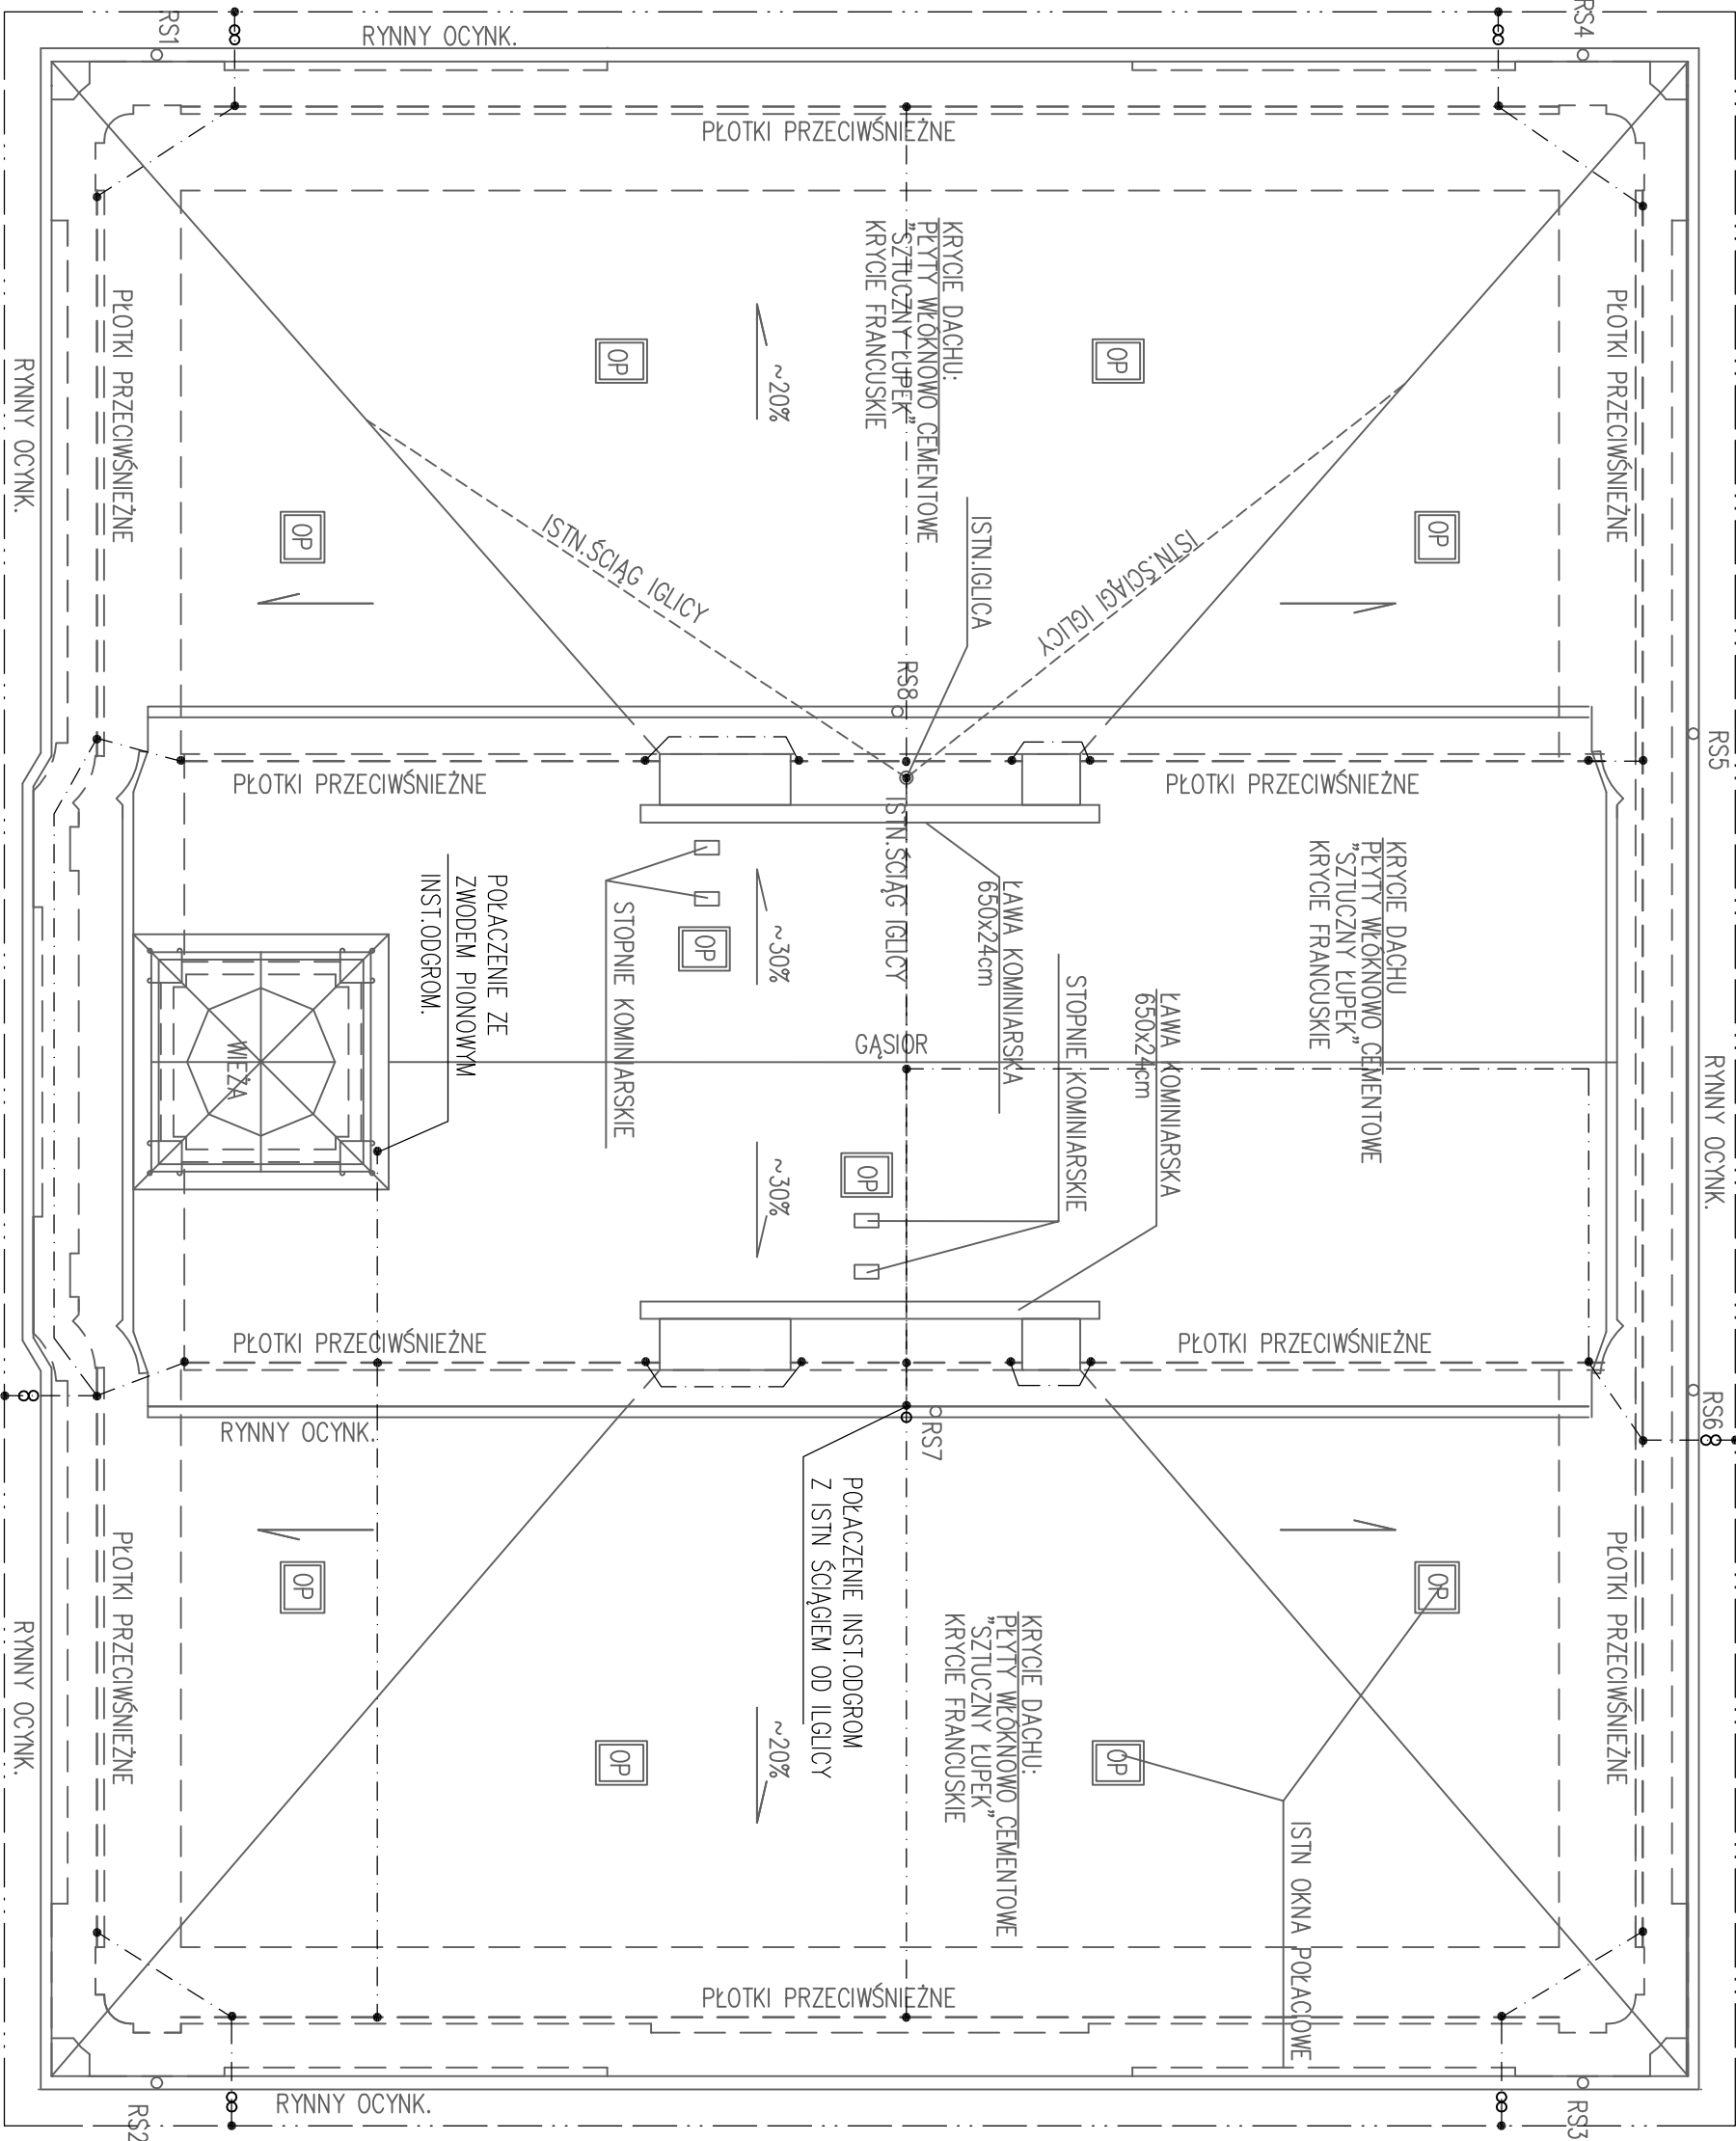 RS1
RYNNY OCYNK.
RS4
PŁOTKI PRZECIWŚNIEŻNE
KRYCIE DACHU:
PŁYTY WŁÓKNOWO CEMENTOWE
"SZTUCZNY ŁUPEK"
KRYCIE FRANCUSKIE
PŁOTKI PRZECIWŚNIEŻNE
PŁOTKI PRZECIWŚNIEŻNE
RYNNY OCYNK.
OP
OP
~20%
OP
OP
ISTN.ŚCIĄG IGLICY
ISTN.IGLICA
ISTN.ŚCIĄGI IGLICY
RS8
RS5
PŁOTKI PRZECIWŚNIEŻNE
PŁOTKI PRZECIWŚNIEŻNE
ISTN.ŚCIĄG IGLICY
KRYCIE DACHU
PŁYTY WŁÓKNOWO CEMENTOWE
"SZTUCZNY ŁUPEK"
KRYCIE FRANCUSKIE
POŁACZENIE ZE
ZWODEM PIONOWYM
INST.ODGROM.
STOPNIE KOMINIARSKIE
OP
~30%
ŁAWA KOMINIARSKA
650x24cm
STOPNIE KOMINIARSKIE
ŁAWA KOMINIARSKA
650x24cm
GĄSIOR
WIEŻA
RYNNY OCYNK.
~30%
OP
PŁOTKI PRZECIWŚNIEŻNE
PŁOTKI PRZECIWŚNIEŻNE
RYNNY OCYNK.
RS7
RS6
POŁACZENIE INST.ODGROM
Z ISTN ŚCIĄGIEM OD ILGLICY
PŁOTKI PRZECIWŚNIEŻNE
PŁOTKI PRZECIWŚNIEŻNE
OP
OP
RYNNY OCYNK.
KRYCIE DACHU:
PŁYTY WŁÓKNOWO CEMENTOWE
"SZTUCZNY ŁUPEK"
KRYCIE FRANCUSKIE
OP
~20%
OP
ISTN OKNA POŁACIOWE
PŁOTKI PRZECIWŚNIEŻNE
RS2
RYNNY OCYNK.
RS3